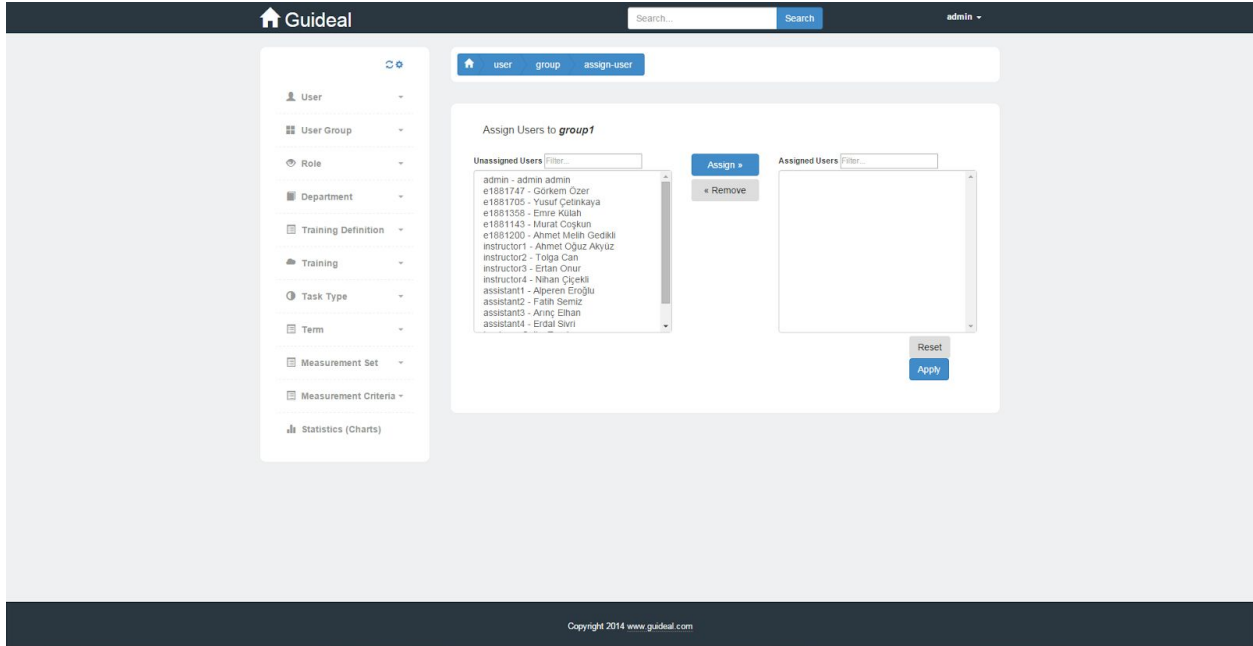 Guideal
Search...
Search
admin
user
group
assign-user
User
User Group
Role
Department
Training Definition
Training
Task Type
Term
Measurement Set
Measurement Criteria
Statistics (Charts)
Assign Users to group1
Unassigned Users Filter...
admin - admin admin
e1881747 - Görkem Özer
e1881705 - Yusuf Çetinkaya
e1881358 - Emre Külah
e1881143 - Murat Coşkun
e1881200 - Ahmet Melih Gedikli
instructor1 - Ahmet Oğuz Akyüz
instructor2 - Tolga Can
instructor3 - Ertan Onur
instructor4 - Nihan Çiçekli
assistant1 - Alperen Eroğlu
assistant2 - Fatih Semiz
assistant3 - Arınç Elhan
assistant4 - Erdal Sivri
Assign »
« Remove
Assigned Users Filter...
Reset
Apply
Copyright 2014 www.guideal.com